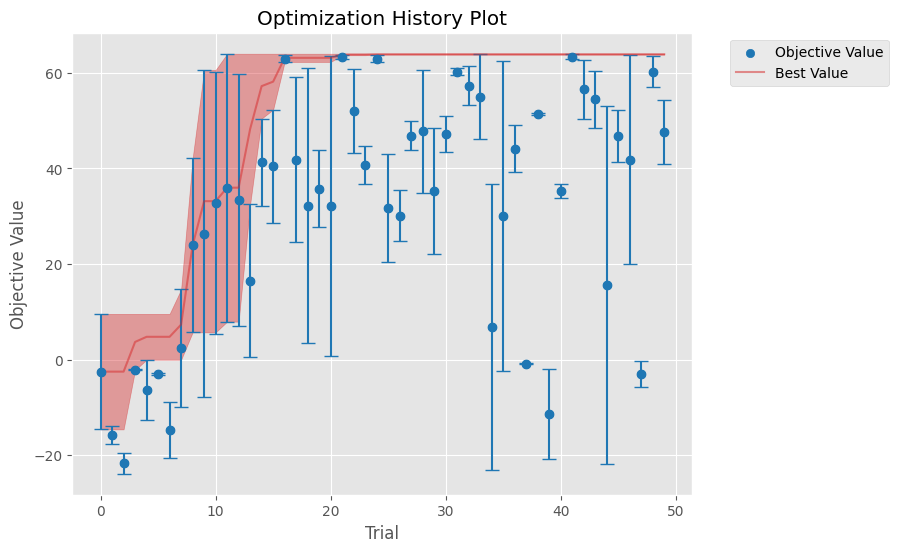 Optimization History Plot
Objective Value
Best Value
60
40
20
0
−20
Objective Value
0 10 20 30 40 50
Trial